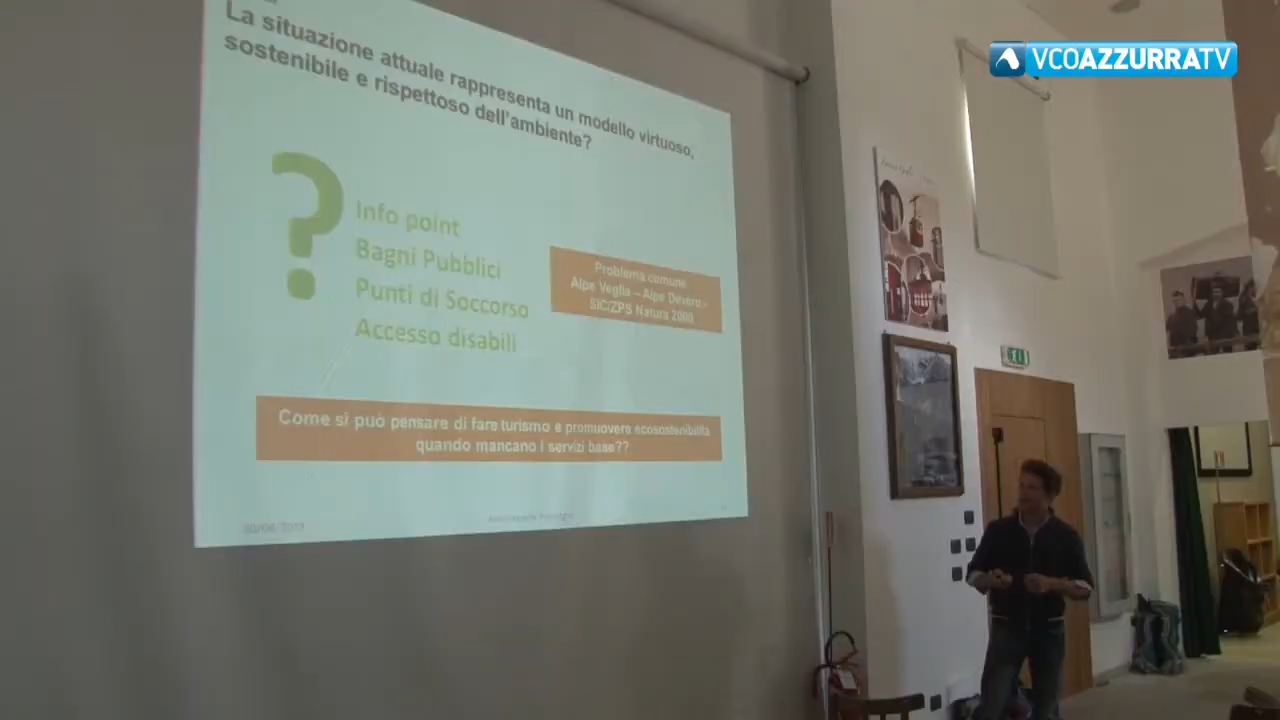 VCOAZZURRATV
La situazione attuale rappresenta un modello virtuoso,
sostenibile e rispettoso dell'ambiente?
?
Info point
Bagni Pubblici
Punti di Soccorso
Accesso disabili
Problema comune
Alpe Veglia – Alpe Devero –
SIC/ZPS Natura 2000
Come si può pensare di fare turismo e promuovere ecosostenibilità
quando mancano i servizi base??